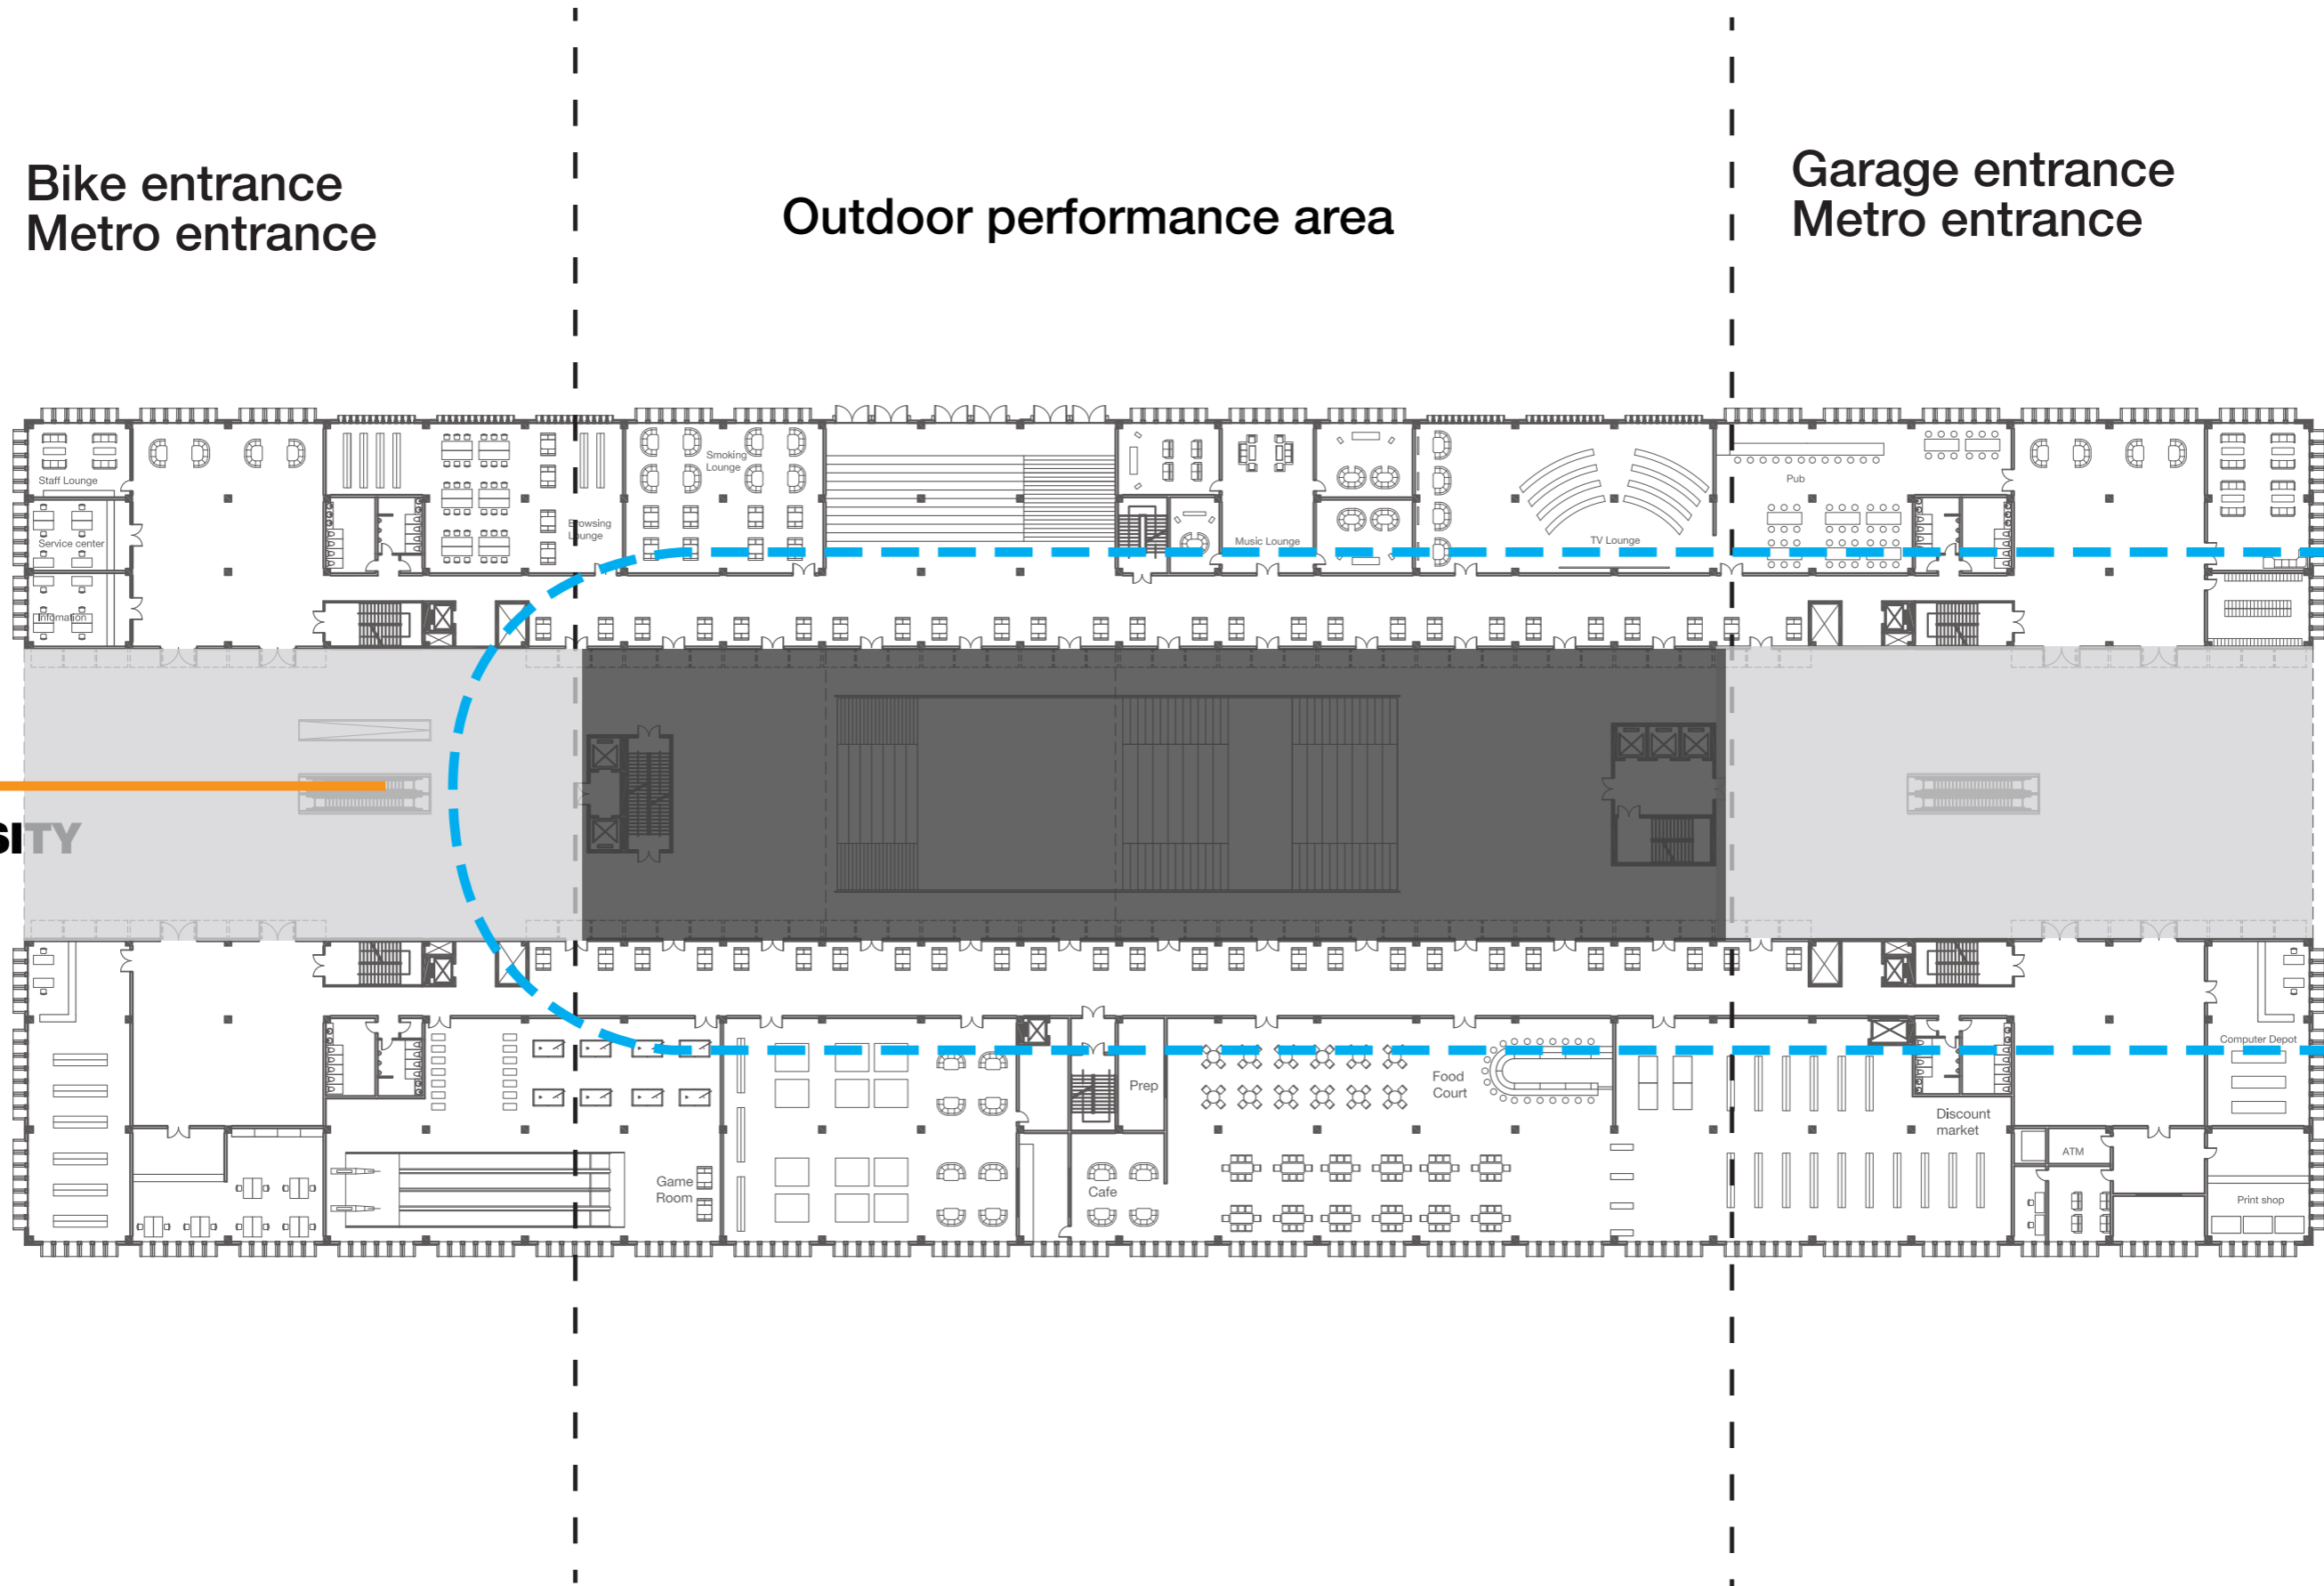 Bike entrance
Metro entrance
Outdoor performance area
Garage entrance
Metro entrance
Staff Lounge
Service center
Infomation
Browsing
Lounge
Smoking
Lounge
Music Lounge
TV Lounge
Pub
SITY
Game
Room
Prep
Cafe
Food
Court
Discount
market
ATM
Computer Depot
Print shop